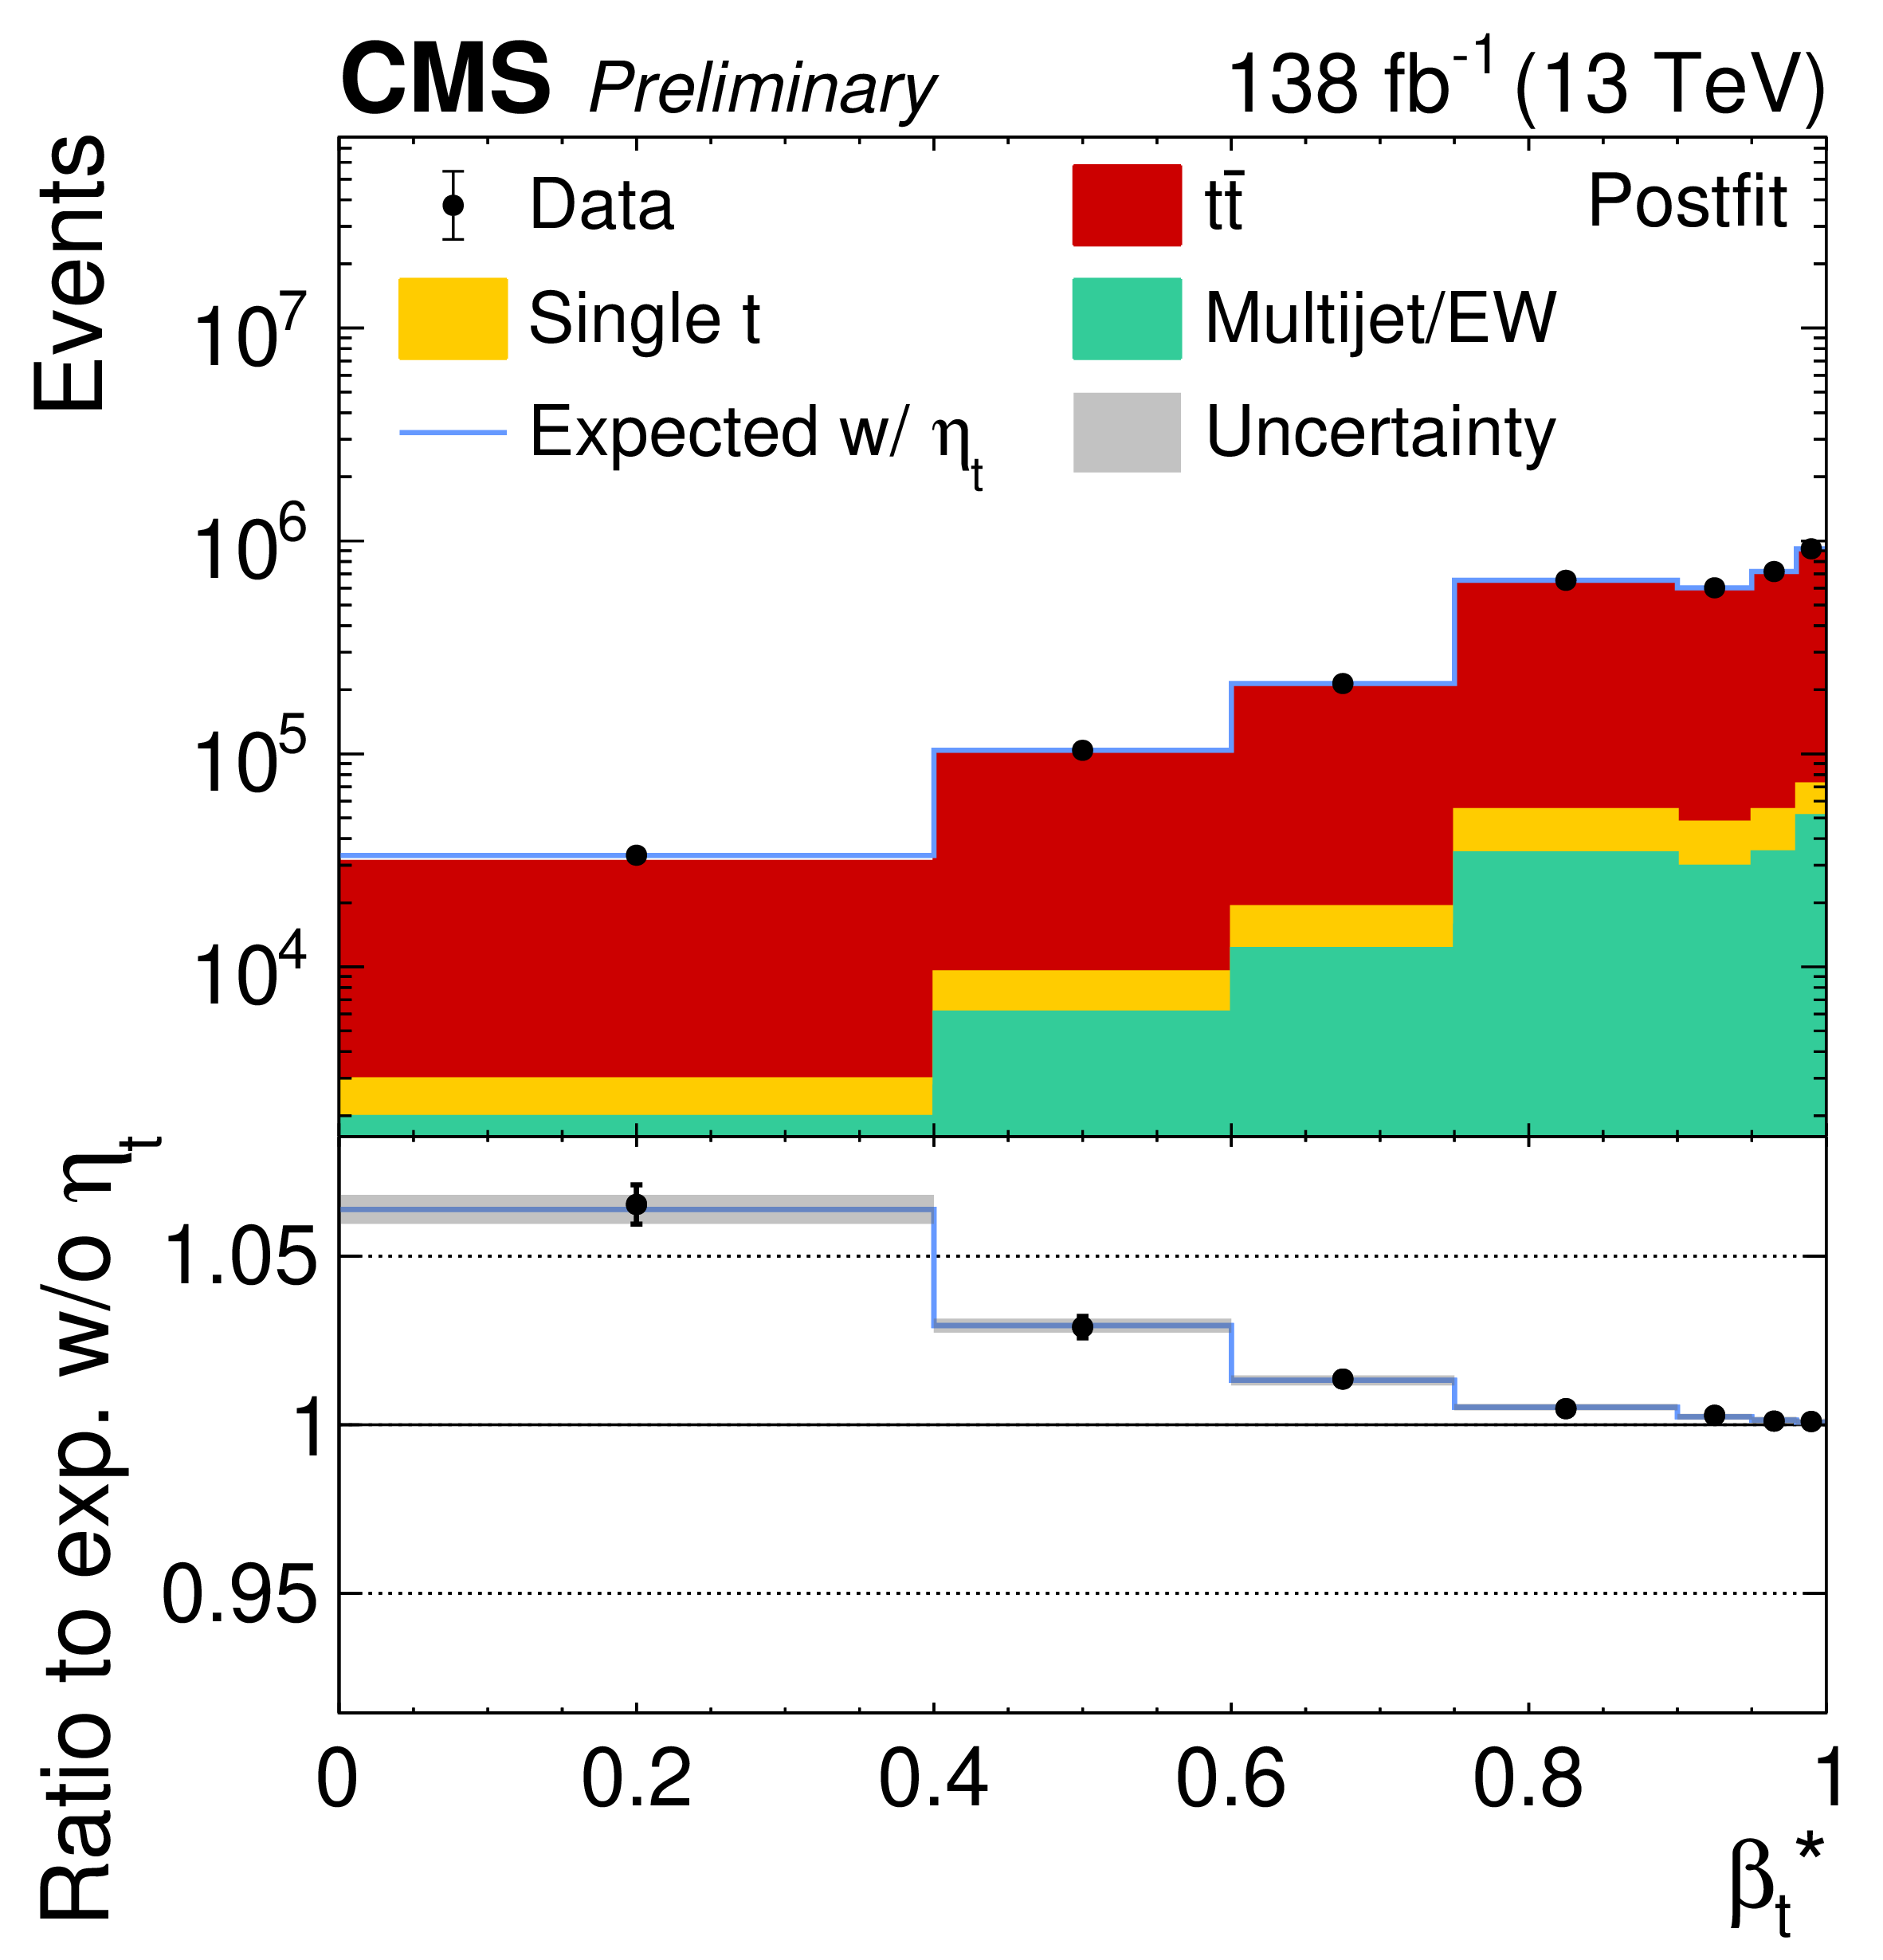 CMS Preliminary 138 fb⁻¹ (13 TeV)
Events
Data
tt̄
Postfit
Single t
Multijet/EW
Expected w/ ηₜ
Uncertainty
10⁷
10⁶
10⁵
10⁴
Ratio to exp. w/o ηₜ
1.05
1
0.95
0 0.2 0.4 0.6 0.8 1
βₜ*